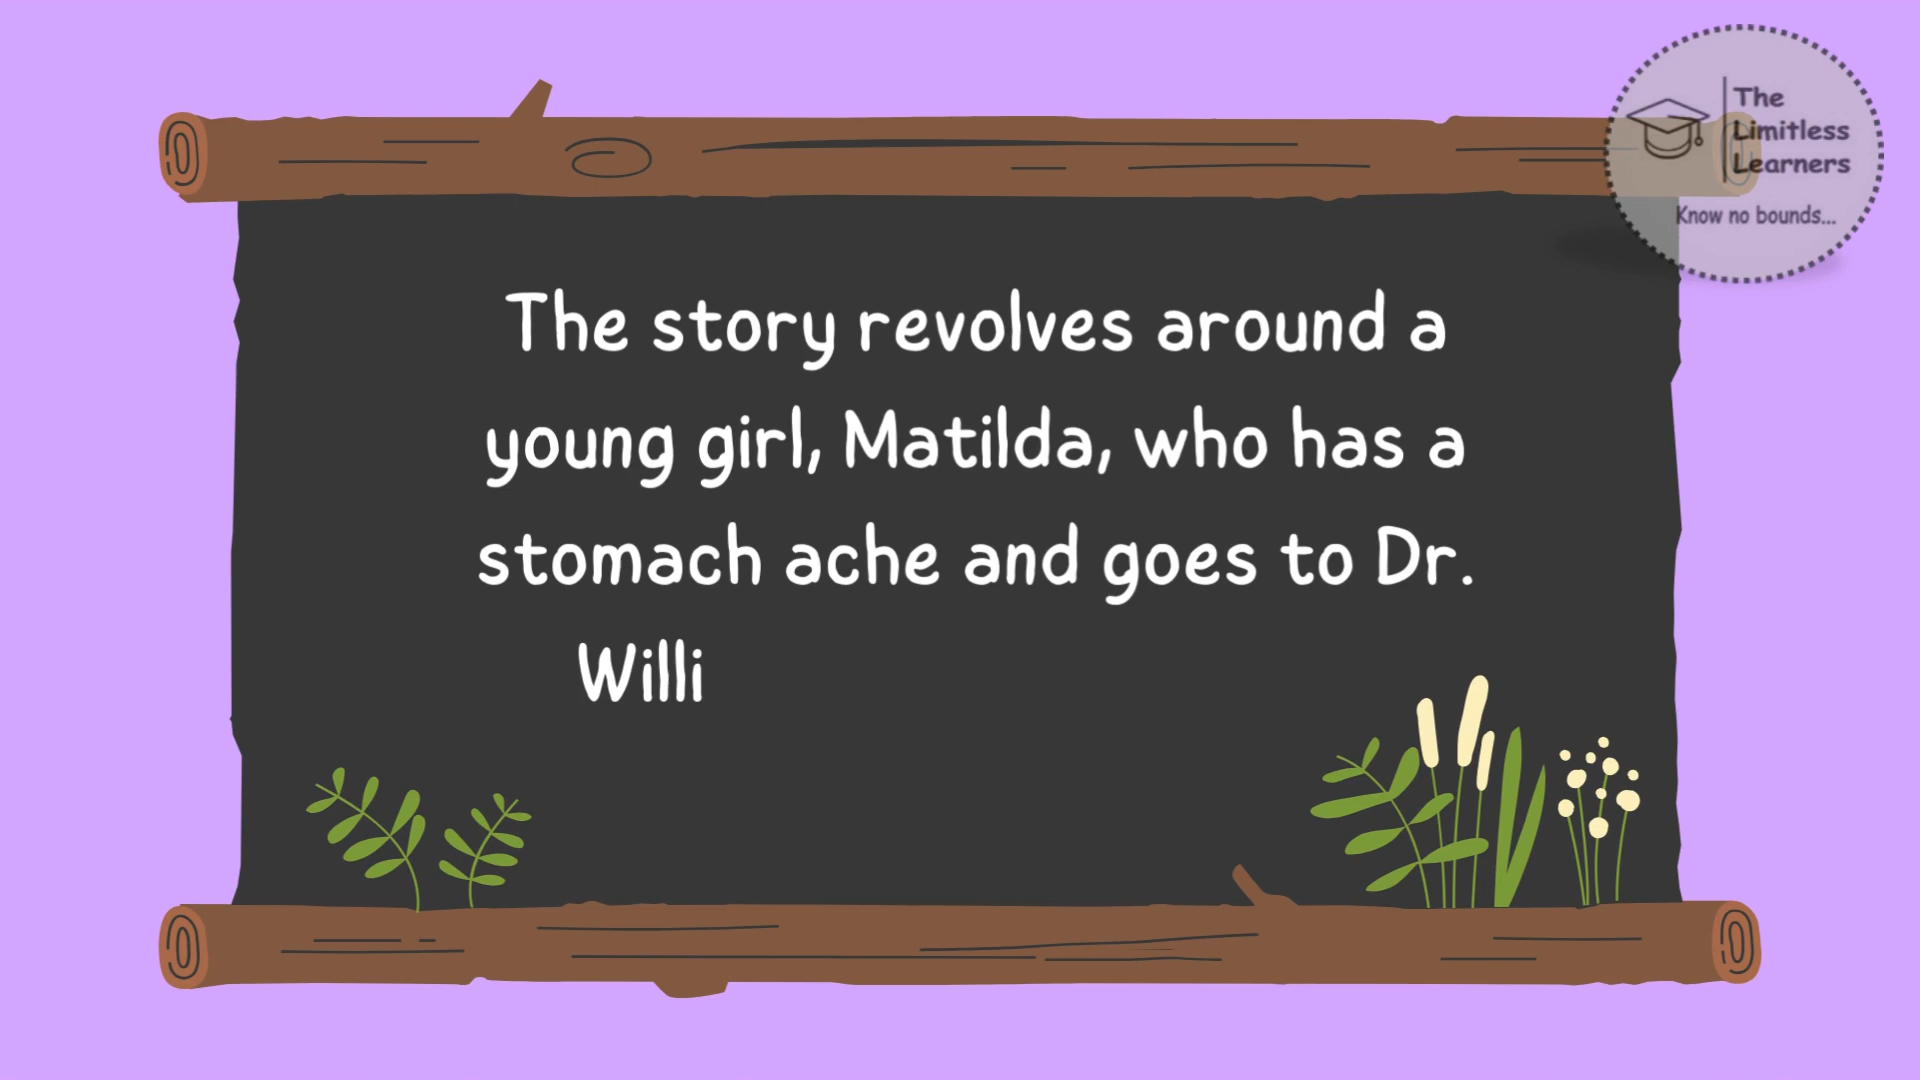 The
Limitless
Learners
Know no bounds...
The story revolves around a
young girl, Matilda, who has a
stomach ache and goes to Dr.
Willi